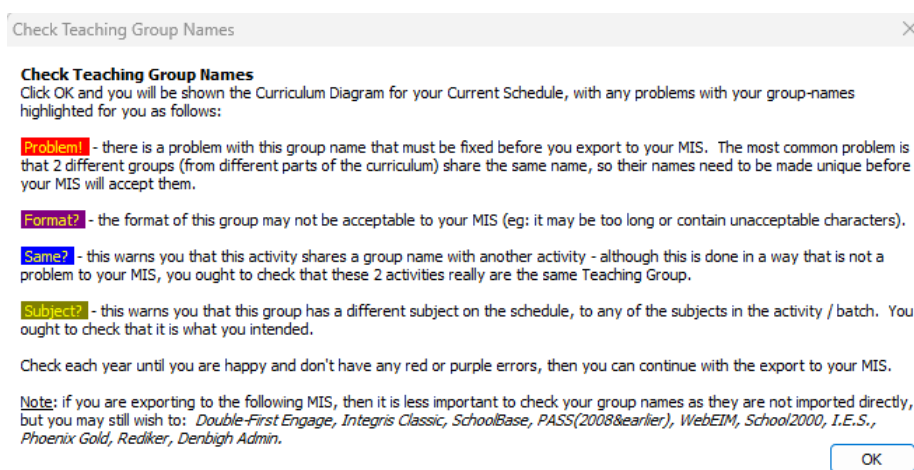 Check Teaching Group Names
Check Teaching Group Names
Click OK and you will be shown the Curriculum Diagram for your Current Schedule, with any problems with your group-names
highlighted for you as follows:
Problem! - there is a problem with this group name that must be fixed before you export to your MIS. The most common problem is
that 2 different groups (from different parts of the curriculum) share the same name, so their names need to be made unique before
your MIS will accept them.
Format? - the format of this group may not be acceptable to your MIS (eg: it may be too long or contain unacceptable characters).
Same? - this warns you that this activity shares a group name with another activity - although this is done in a way that is not a
problem to your MIS, you ought to check that these 2 activities really are the same Teaching Group.
Subject? - this warns you that this group has a different subject on the schedule, to any of the subjects in the activity / batch. You
ought to check that it is what you intended.
Check each year until you are happy and don't have any red or purple errors, then you can continue with the export to your MIS.
Note: if you are exporting to the following MIS, then it is less important to check your group names as they are not imported directly,
but you may still wish to: Double-First Engage, Integris Classic, SchoolBase, PASS(2008&earlier), WebEIM, School2000, I.E.S.,
Phoenix Gold, Rediker, Denbigh Admin.
OK